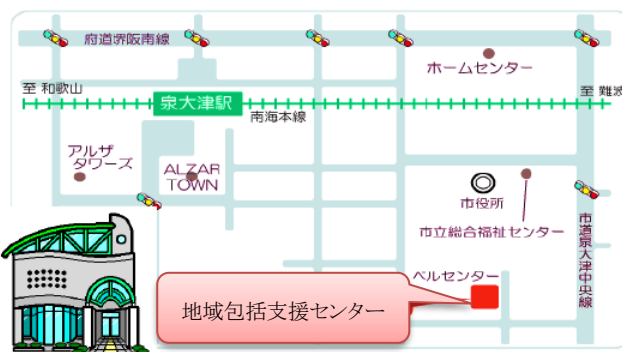 府道堺阪南線
ホームセンター
至 和歌山
至 難波
泉大津駅
南海本線
アルザ
タワーズ
ALZAR
TOWN
市役所
市立総合福祉センター
市道泉大津中央線
ベルセンター
地域包括支援センター